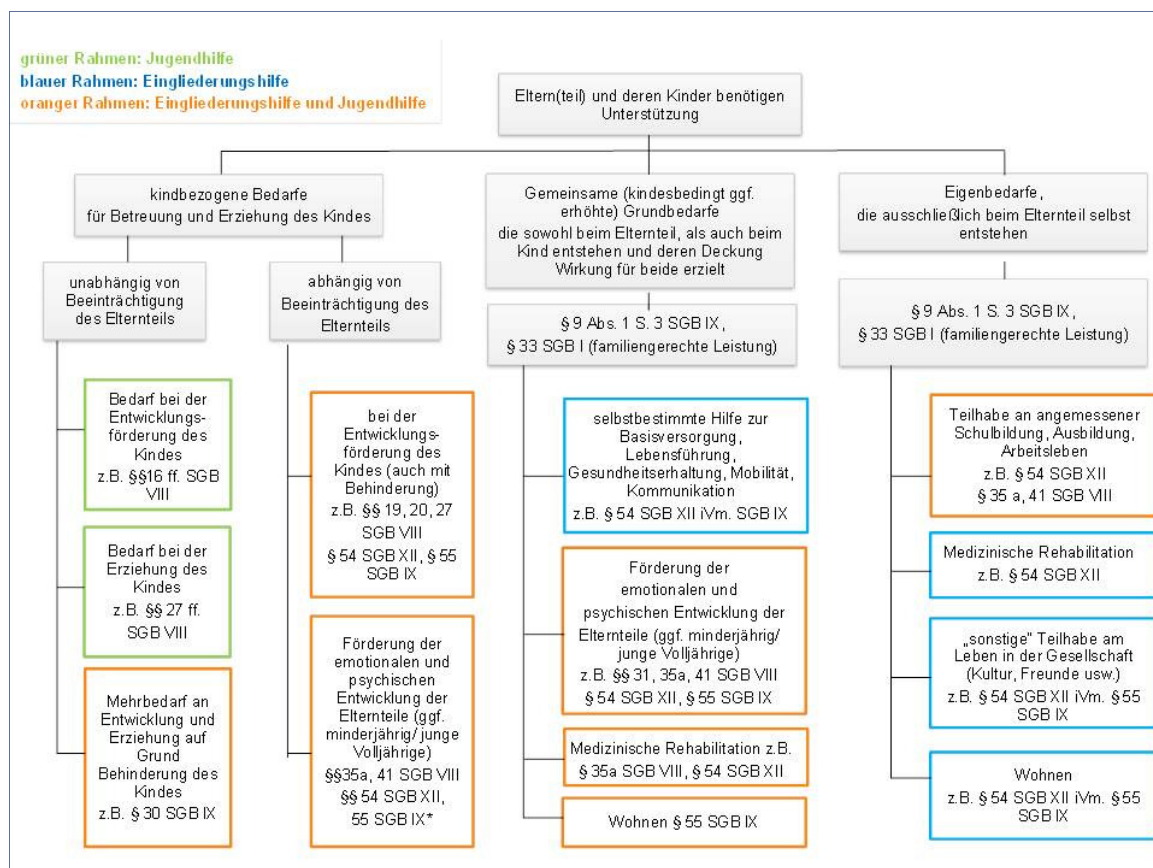 grüner Rahmen: Jugendhilfe
blauer Rahmen: Eingliederungshilfe
oranger Rahmen: Eingliederungshilfe und Jugendhilfe
Eltern(teil) und deren Kinder benötigen
Unterstützung
kindbezogene Bedarfe
für Betreuung und Erziehung des Kindes
unabhängig von
Beeinträchtigung
des Elternteils
Bedarf bei der
Entwicklungs-
förderung des
Kindes
z.B. §§16 ff. SGB
VIII
Bedarf bei der
Erziehung des
Kindes
z.B. §§ 27 ff.
SGB VIII
Mehrbedarf an
Entwicklung und
Erziehung auf
Grund
Behinderung des
Kindes
z.B. § 30 SGB IX
abhängig von
Beeinträchtigung des
Elternteils
bei der
Entwicklungs-
förderung des
Kindes (auch mit
Behinderung)
z.B. §§ 19, 20, 27
SGB VIII
§ 54 SGB XII, § 55
SGB IX
Förderung der
emotionalen und
psychischen
Entwicklung der
Elternteile (ggf.
minderjährig/ junge
Volljährige)
§§35a, 41 SGB VIII
§§ 54 SGB XII,
55 SGB IX*
Gemeinsame (kindesbedingt ggf.
erhöhte) Grundbedarfe
die sowohl beim Elternteil, als auch beim
Kind entstehen und deren Deckung
Wirkung für beide erzielt
§ 9 Abs. 1 S. 3 SGB IX,
§ 33 SGB I (familiengerechte Leistung)
selbstbestimmte Hilfe zur
Basisversorgung,
Lebensführung,
Gesundheitserhaltung, Mobilität,
Kommunikation
z.B. § 54 SGB XII iVm. SGB IX
Förderung der
emotionalen und
psychischen Entwicklung der
Elternteile (ggf. minderjährig/
junge Volljährige)
z.B. §§ 31, 35a, 41 SGB VIII
§ 54 SGB XII, § 55 SGB IX
Medizinische Rehabilitation z.B.
§ 35a SGB VIII, § 54 SGB XII
Wohnen § 55 SGB IX
Eigenbedarfe,
die ausschließlich beim Elternteil selbst
entstehen
§ 9 Abs. 1 S. 3 SGB IX,
§ 33 SGB I (familiengerechte Leistung)
Teilhabe an angemessener
Schulbildung, Ausbildung,
Arbeitsleben
z.B. § 54 SGB XII
§ 35 a, 41 SGB VIII
Medizinische Rehabilitation
z.B. § 54 SGB XII
„sonstige" Teilhabe am
Leben in der Gesellschaft
(Kultur, Freunde usw.)
z.B. § 54 SGB XII iVm. § 55
SGB IX
Wohnen
z.B. § 54 SGB XII iVm. § 55
SGB IX